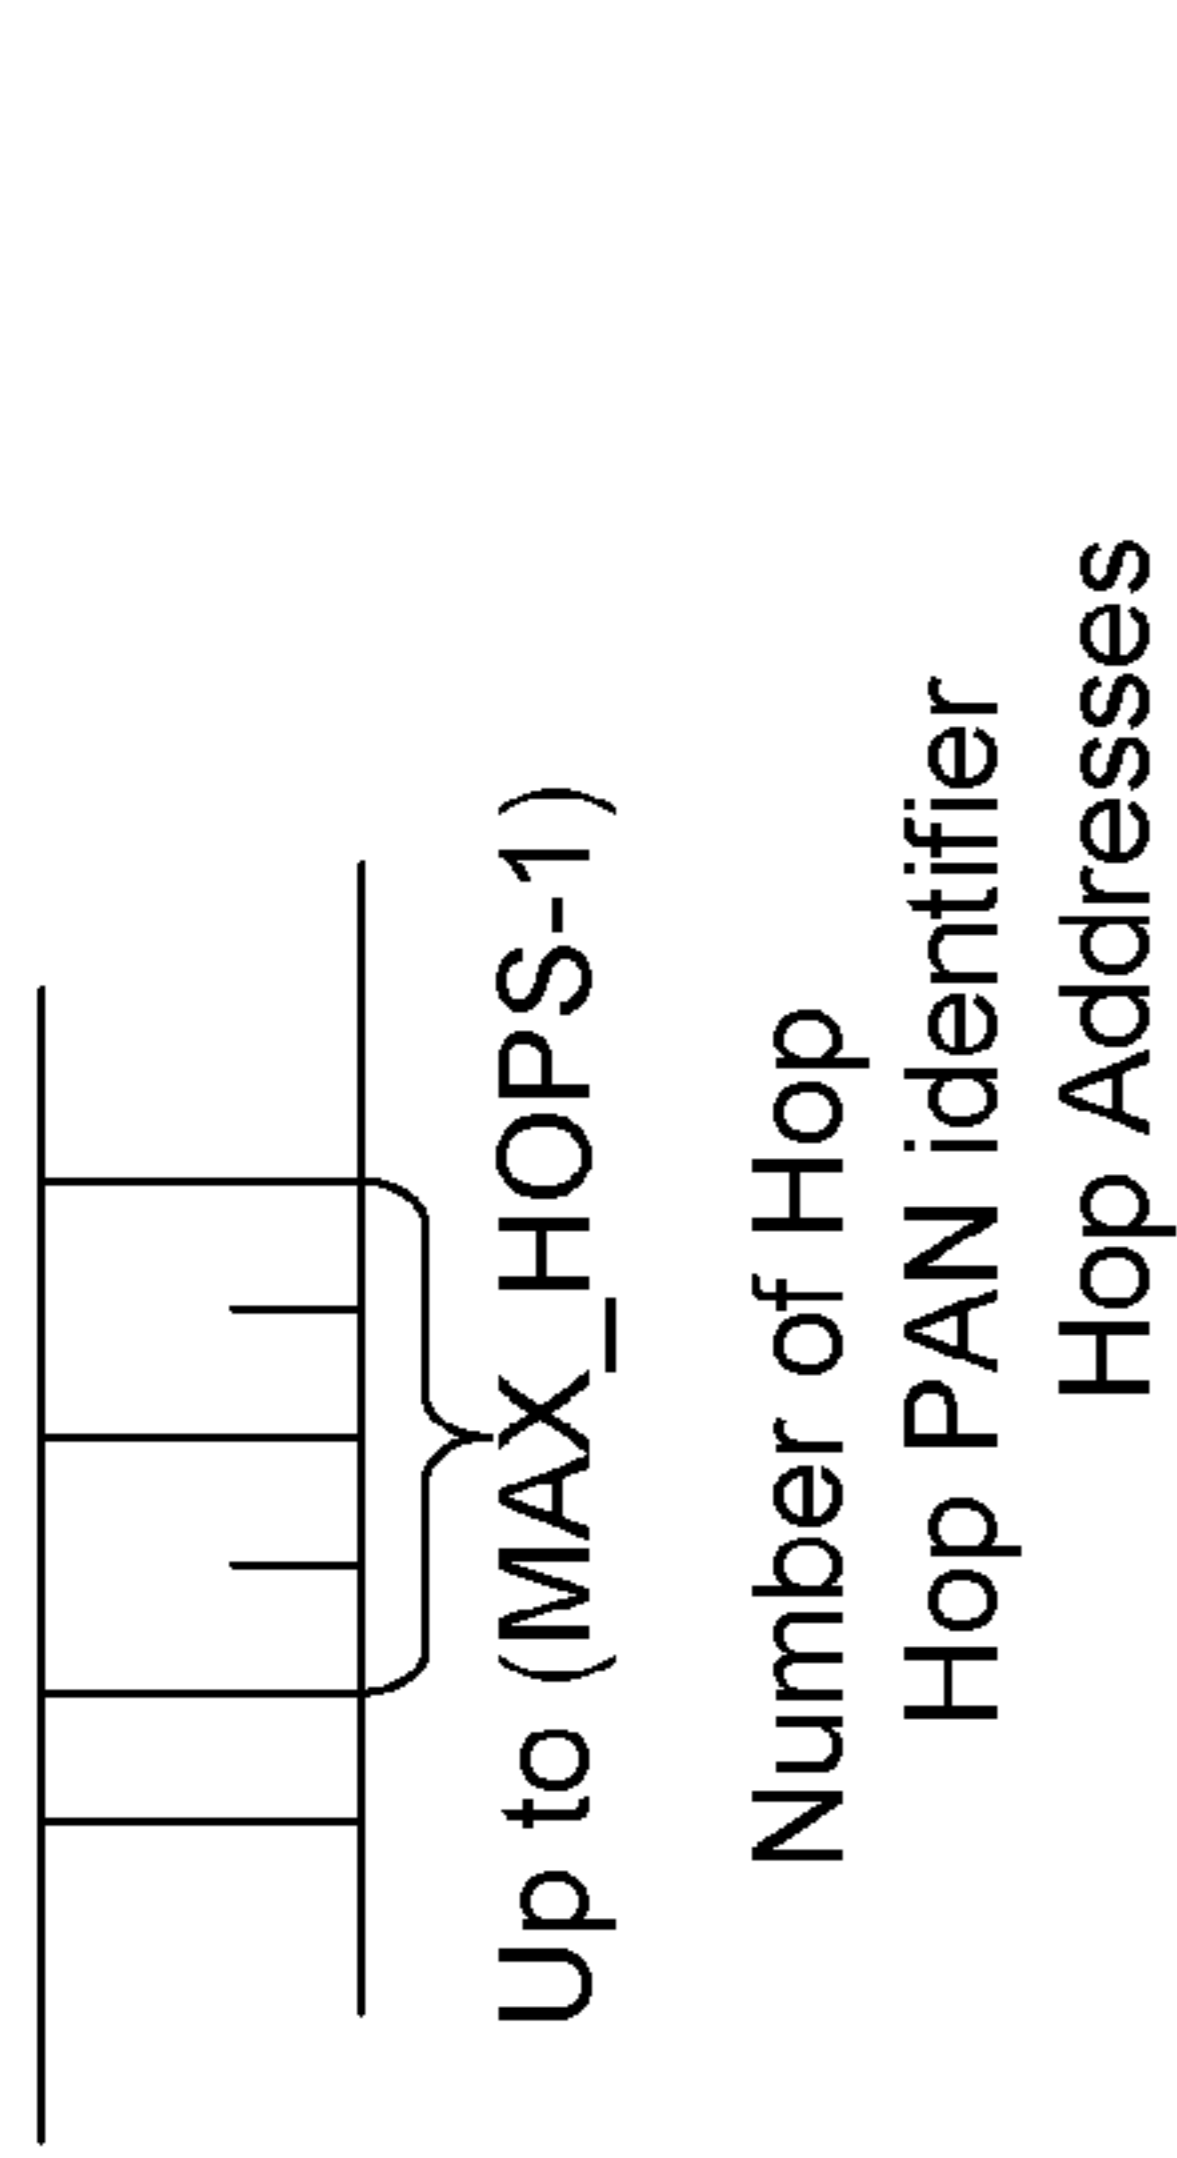 Up to (MAX_HOPS-1)
Number of Hop
Hop PAN identifier
Hop Addresses